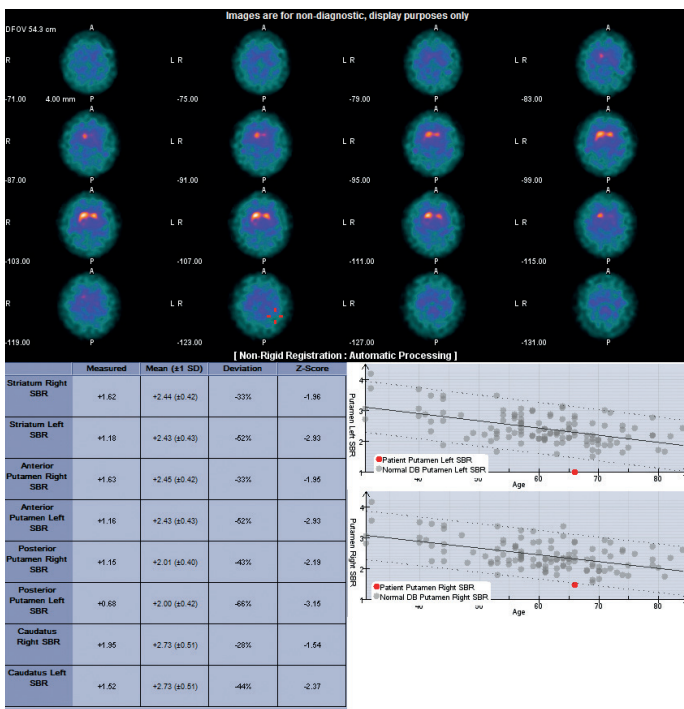 Images are for non-diagnostic, display purposes only
DFOV 54.3 cm
A A A A
R L R L R L R
-71.00 4.00 mm P -75.00 P -79.00 P -83.00 P
A A A A
R L R L R L R
-87.00 P -91.00 P -95.00 P -99.00 P
A A A A
R L R L R L R
-103.00 P -107.00 P -111.00 P -115.00 P
A A A A
R L R L R L R
-119.00 P -123.00 P -127.00 P -131.00 P
[ Non-Rigid Registration : Automatic Processing ]
Measured Mean (±1 SD) Deviation Z-Score
Striatum Right
SBR +1.62 +2.44 (±0.42) -33% -1.96
Striatum Left
SBR +1.18 +2.43 (±0.43) -52% -2.93
Anterior
Putamen Right
SBR +1.63 +2.45 (±0.42) -33% -1.95
Anterior
Putamen Left
SBR +1.16 +2.43 (±0.43) -52% -2.93
Posterior
Putamen Right
SBR +1.15 +2.01 (±0.40) -43% -2.19
Posterior
Putamen Left
SBR +0.68 +2.00 (±0.42) -66% -3.15
Caudatus
Right SBR +1.95 +2.73 (±0.51) -28% -1.54
Caudatus Left
SBR +1.52 +2.73 (±0.51) -44% -2.37
Putamen Left SBR
4
3
2
1
Patient Putamen Left SBR
Normal DB Putamen Left SBR
40 50 60 70 80
Age
Putamen Right SBR
4
3
2
1
Patient Putamen Right SBR
Normal DB Putamen Right SBR
40 50 60 70 80
Age